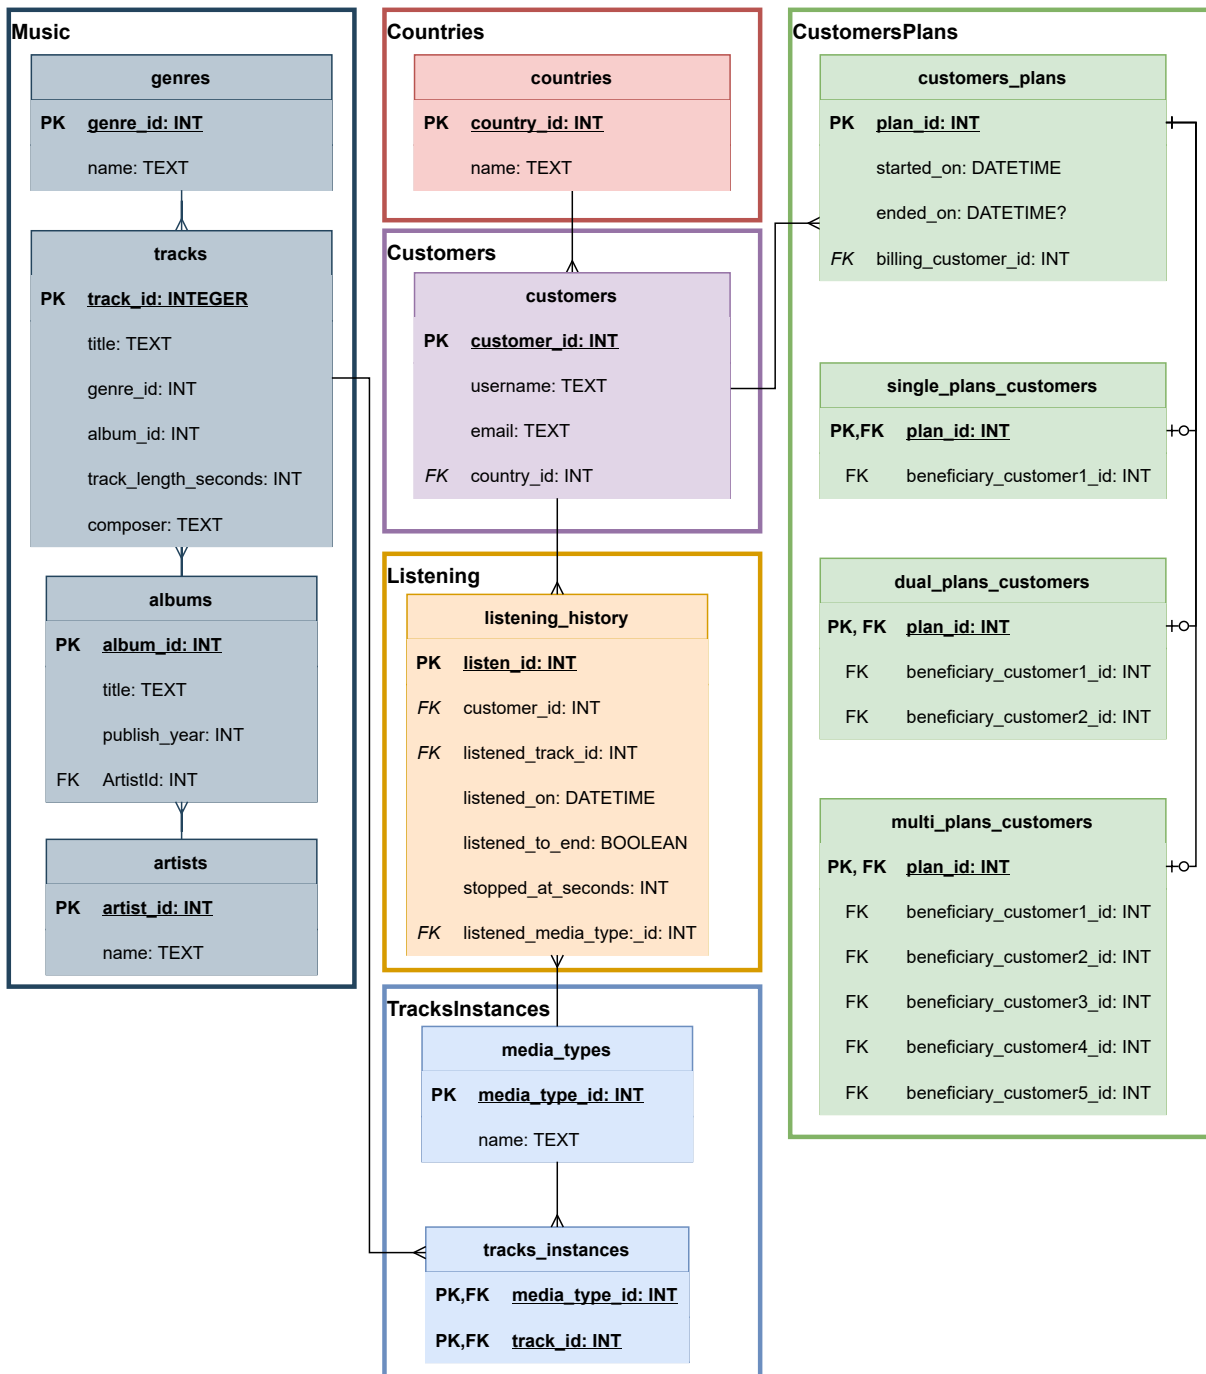 Music
genres
PK genre_id: INT
name: TEXT
tracks
PK track_id: INTEGER
title: TEXT
genre_id: INT
album_id: INT
track_length_seconds: INT
composer: TEXT
albums
PK album_id: INT
title: TEXT
publish_year: INT
FK ArtistId: INT
artists
PK artist_id: INT
name: TEXT
Countries
countries
PK country_id: INT
name: TEXT
Customers
customers
PK customer_id: INT
username: TEXT
email: TEXT
FK country_id: INT
Listening
listening_history
PK listen_id: INT
FK customer_id: INT
FK listened_track_id: INT
listened_on: DATETIME
listened_to_end: BOOLEAN
stopped_at_seconds: INT
FK listened_media_type:_id: INT
TracksInstances
media_types
PK media_type_id: INT
name: TEXT
tracks_instances
PK,FK media_type_id: INT
PK,FK track_id: INT
CustomersPlans
customers_plans
PK plan_id: INT
started_on: DATETIME
ended_on: DATETIME?
FK billing_customer_id: INT
single_plans_customers
PK,FK plan_id: INT
FK beneficiary_customer1_id: INT
dual_plans_customers
PK, FK plan_id: INT
FK beneficiary_customer1_id: INT
FK beneficiary_customer2_id: INT
multi_plans_customers
PK, FK plan_id: INT
FK beneficiary_customer1_id: INT
FK beneficiary_customer2_id: INT
FK beneficiary_customer3_id: INT
FK beneficiary_customer4_id: INT
FK beneficiary_customer5_id: INT